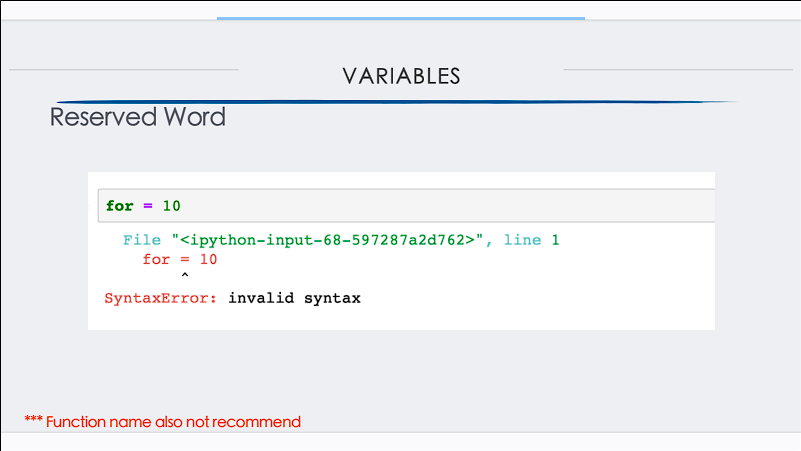 VARIABLES
Reserved Word
for = 10
File "<ipython-input-68-597287a2d762>", line 1
for = 10
^
SyntaxError: invalid syntax
*** Function name also not recommend